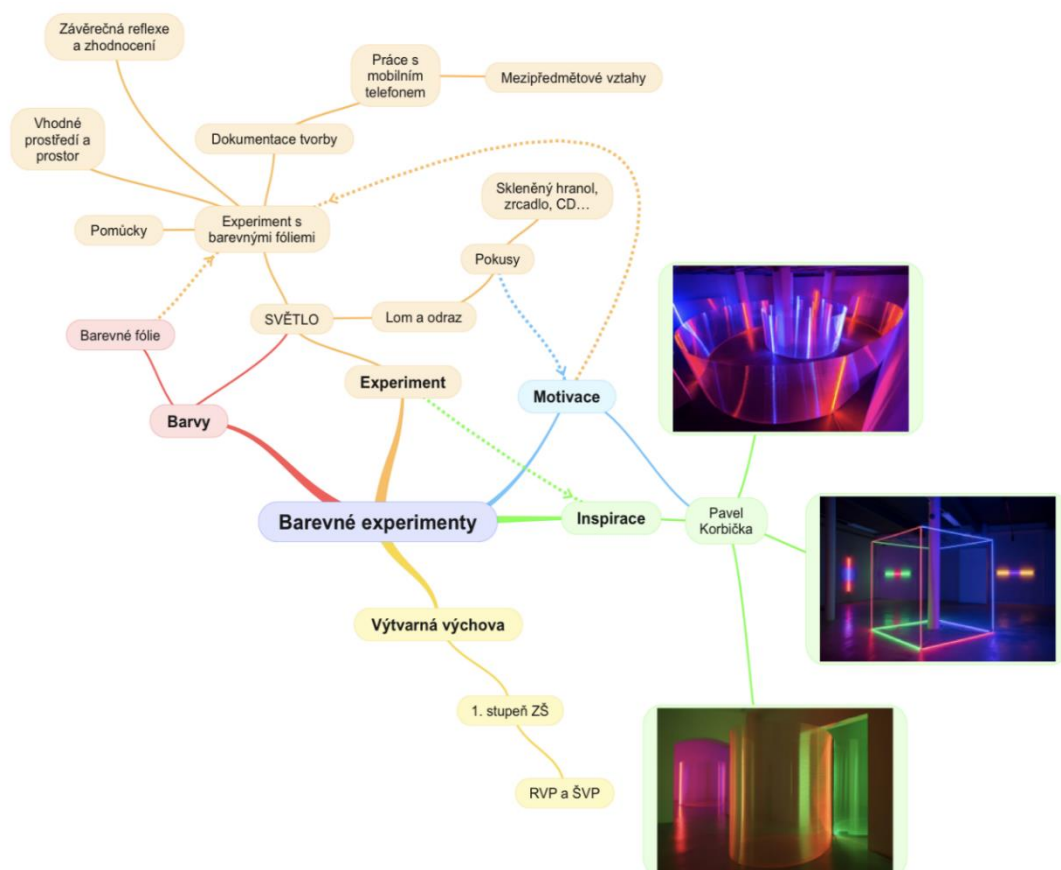 Závěrečná reflexe
a zhodnocení
Práce s
mobilním
telefonem
Mezipředmětové vztahy
Vhodné
prostředí a
prostor
Dokumentace tvorby
Skleněný hranol,
zrcadlo, CD...
Pomůcky
Experiment s
barevnými fóliemi
Pokusy
Barevné fólie
SVĚTLO
Lom a odraz
Experiment
Motivace
Barvy
Barevné experimenty
Inspirace
Pavel
Korbička
Výtvarná výchova
1. stupeň ZŠ
RVP a ŠVP